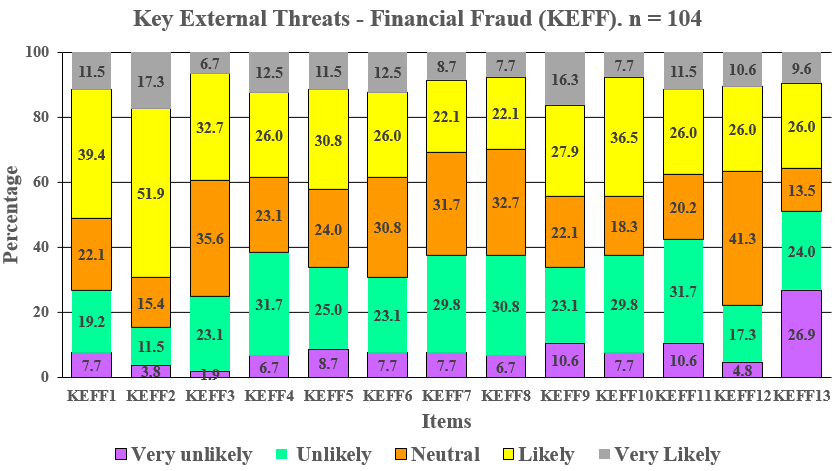 Key External Threats - Financial Fraud (KEFF). n = 104
Percentage
100
80
60
40
20
0
11.5 17.3 6.7 12.5 11.5 12.5 8.7 7.7 16.3 7.7 11.5 10.6 9.6
39.4 51.9 32.7 26.0 30.8 26.0 22.1 22.1 27.9 36.5 26.0 26.0 26.0
22.1 15.4 35.6 23.1 24.0 30.8 31.7 32.7 22.1 18.3 20.2 41.3 13.5
19.2 11.5 23.1 31.7 25.0 23.1 29.8 30.8 23.1 29.8 31.7 17.3 24.0
7.7 3.8 1.9 6.7 8.7 7.7 7.7 6.7 10.6 7.7 10.6 4.8 26.9
KEFF1 KEFF2 KEFF3 KEFF4 KEFF5 KEFF6 KEFF7 KEFF8 KEFF9 KEFF10 KEFF11 KEFF12 KEFF13
Items
Very unlikely Unlikely Neutral Likely Very Likely